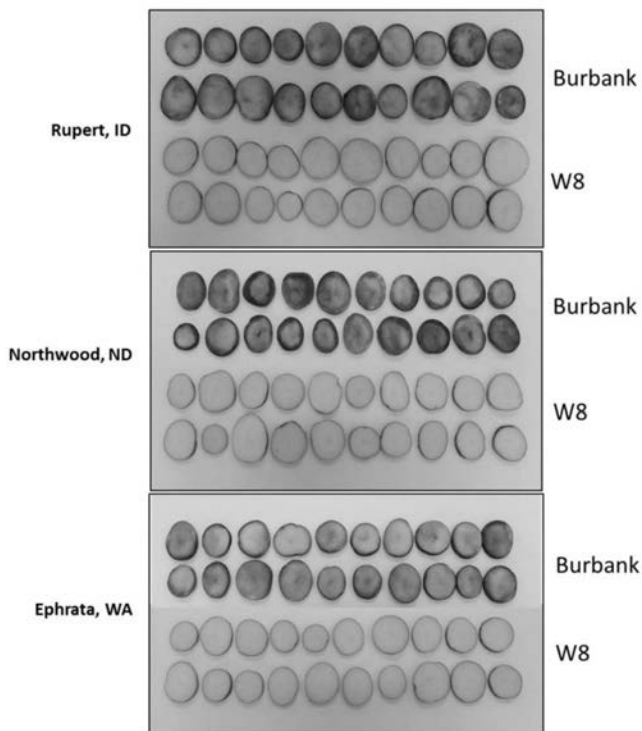 Burbank
Rupert, ID
W8
Burbank
Northwood, ND
W8
Burbank
Ephrata, WA
W8